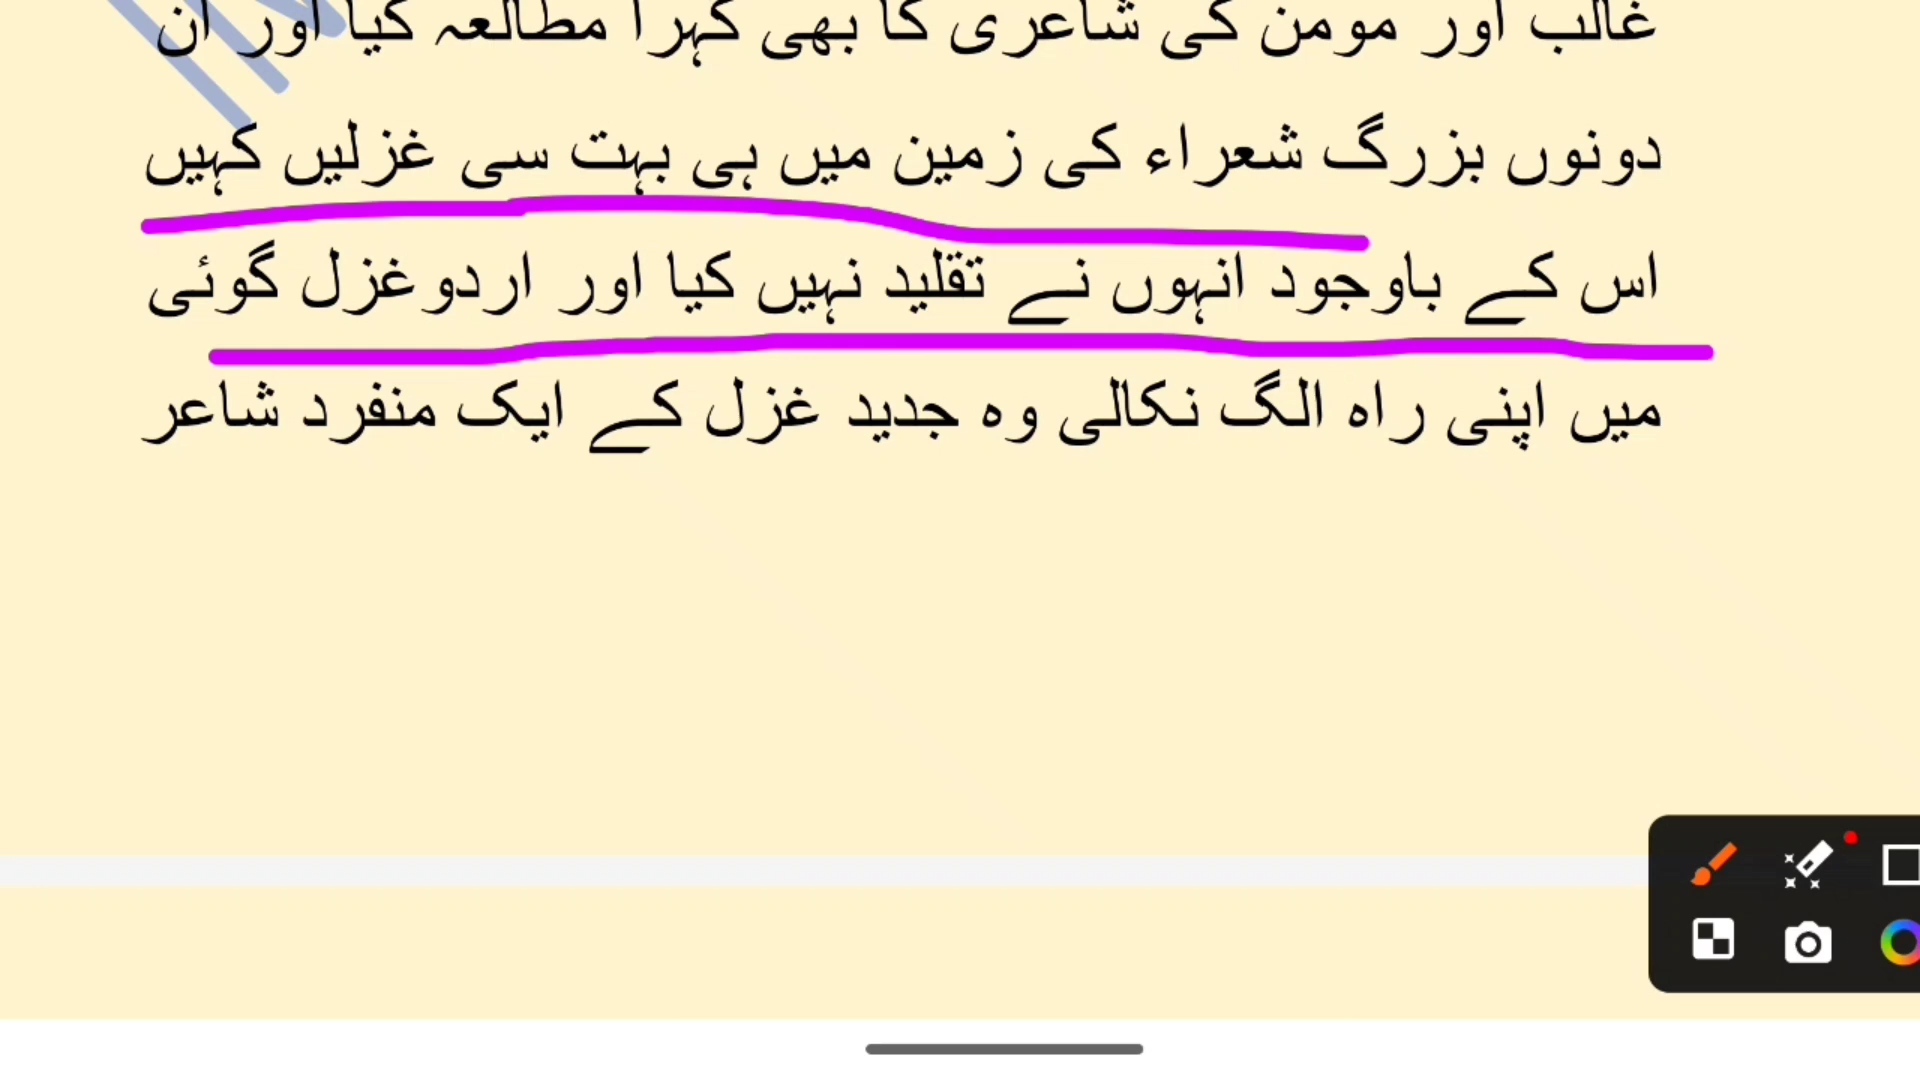 غالب اور مومن کی شاعری کا بھی گہرا مطالعہ کیا اور ان
دونوں بزرگ شعراء کی زمین میں ہی بہت سی غزلیں کہیں
اس کے باوجود انہوں نے تقلید نہیں کیا اور اردو غزل گوئی
میں اپنی راہ الگ نکالی وہ جدید غزل کے ایک منفرد شاعر